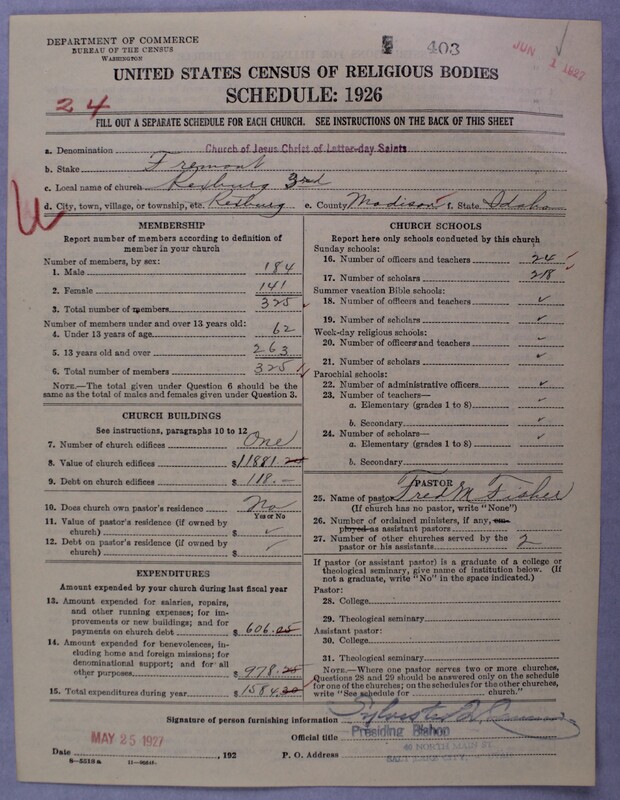 DEPARTMENT OF COMMERCE
BUREAU OF THE CENSUS
WASHINGTON
403
JUN 1 1927
UNITED STATES CENSUS OF RELIGIOUS BODIES
SCHEDULE: 1926
24
FILL OUT A SEPARATE SCHEDULE FOR EACH CHURCH. SEE INSTRUCTIONS ON THE BACK OF THIS SHEET
a. Denomination Church of Jesus Christ of Latter-day Saints
b. Stake Fremont
c. Local name of church Rexburg 3rd
d. City, town, village, or township, etc. Rexburg e. County Madison f. State Idaho
MEMBERSHIP
Report number of members according to definition of
member in your church
Number of members, by sex:
1. Male 184
2. Female 141
3. Total number of members 325
Number of members under and over 13 years old:
4. Under 13 years of age 62
5. 13 years old and over 263
6. Total number of members 325
NOTE.—The total given under Question 6 should be
the same as the total of males and females given under Question 3.
CHURCH BUILDINGS
See instructions, paragraphs 10 to 12
7. Number of church edifices One
8. Value of church edifices $11881.
9. Debt on church edifices $118.—
10. Does church own pastor's residence No
Yes or No
11. Value of pastor's residence (if owned by
church) $ ✓
12. Debt on pastor's residence (if owned by
church) $ ✓
EXPENDITURES
Amount expended by your church during last fiscal year
13. Amount expended for salaries, repairs,
and other running expenses; for im-
provements or new buildings; and for
payments on church debt $606.05
14. Amount expended for benevolences, in-
cluding home and foreign missions; for
denominational support; and for all
other purposes $978.25
15. Total expenditures during year $1584.30
CHURCH SCHOOLS
Report here only schools conducted by this church
Sunday schools:
16. Number of officers and teachers 24
17. Number of scholars 218
Summer vacation Bible schools:
18. Number of officers and teachers ✓
19. Number of scholars ✓
Week-day religious schools:
20. Number of officers and teachers ✓
21. Number of scholars ✓
Parochial schools:
22. Number of administrative officers ✓
23. Number of teachers—
a. Elementary (grades 1 to 8) ✓
b. Secondary ✓
24. Number of scholars—
a. Elementary (grades 1 to 8) ✓
b. Secondary
PASTOR
25. Name of pastor Fred M Fisher
(If church has no pastor, write "None")
26. Number of ordained ministers, if any, em-
ployed as assistant pastors
27. Number of other churches served by the
pastor or his assistants 2
If pastor (or assistant pastor) is a graduate of a college or
theological seminary, give name of institution below. (If
not a graduate, write "No" in the space indicated.)
Pastor:
28. College
29. Theological seminary
Assistant pastor:
30. College
31. Theological seminary
NOTE.—Where one pastor serves two or more churches,
Questions 28 and 29 should be answered only on the schedule
for one of the churches; on the schedules for the other churches,
write "See schedule for church."
Signature of person furnishing information Sylvester Q. Cannon
Official title Presiding Bishop
MAY 25 1927
Date , 192 P. O. Address 40 NORTH MAIN ST.
SALT LAKE CITY,
8—5518a